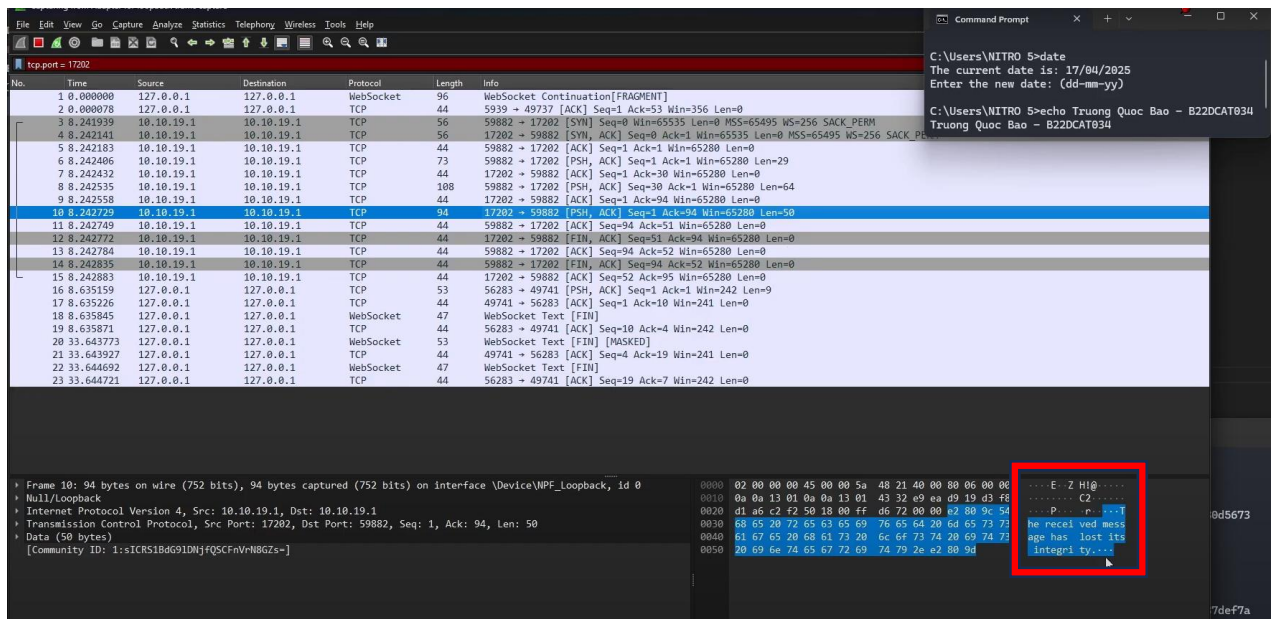 File Edit View Go Capture Analyze Statistics Telephony Wireless Tools Help
tcp.port = 17202
No. Time Source Destination Protocol Length Info
1 0.000000 127.0.0.1 127.0.0.1 WebSocket 96 WebSocket Continuation[FRAGMENT]
2 0.000078 127.0.0.1 127.0.0.1 TCP 44 5939 → 49737 [ACK] Seq=1 Ack=53 Win=356 Len=0
3 8.241939 10.10.19.1 10.10.19.1 TCP 56 59882 → 17202 [SYN] Seq=0 Win=65535 Len=0 MSS=65495 WS=256 SACK_PERM
4 8.242141 10.10.19.1 10.10.19.1 TCP 56 17202 → 59882 [SYN, ACK] Seq=0 Ack=1 Win=65535 Len=0 MSS=65495 WS=256
5 8.242183 10.10.19.1 10.10.19.1 TCP 44 59882 → 17202 [ACK] Seq=1 Ack=1 Win=65280 Len=0
6 8.242406 10.10.19.1 10.10.19.1 TCP 73 59882 → 17202 [PSH, ACK] Seq=1 Ack=1 Win=65280 Len=29
7 8.242432 10.10.19.1 10.10.19.1 TCP 44 17202 → 59882 [ACK] Seq=1 Ack=30 Win=65280 Len=0
8 8.242535 10.10.19.1 10.10.19.1 TCP 108 59882 → 17202 [PSH, ACK] Seq=30 Ack=1 Win=65280 Len=64
9 8.242558 10.10.19.1 10.10.19.1 TCP 44 17202 → 59882 [ACK] Seq=1 Ack=94 Win=65280 Len=0
10 8.242729 10.10.19.1 10.10.19.1 TCP 94 17202 → 59882 [PSH, ACK] Seq=1 Ack=94 Win=65280 Len=50
11 8.242749 10.10.19.1 10.10.19.1 TCP 44 59882 → 17202 [ACK] Seq=94 Ack=51 Win=65280 Len=0
12 8.242772 10.10.19.1 10.10.19.1 TCP 44 17202 → 59882 [FIN, ACK] Seq=51 Ack=94 Win=65280 Len=0
13 8.242784 10.10.19.1 10.10.19.1 TCP 44 59882 → 17202 [ACK] Seq=94 Ack=52 Win=65280 Len=0
14 8.242835 10.10.19.1 10.10.19.1 TCP 44 59882 → 17202 [FIN, ACK] Seq=94 Ack=52 Win=65280 Len=0
15 8.242883 10.10.19.1 10.10.19.1 TCP 44 17202 → 59882 [ACK] Seq=52 Ack=95 Win=65280 Len=0
16 8.635159 127.0.0.1 127.0.0.1 TCP 53 56283 → 49741 [PSH, ACK] Seq=1 Ack=1 Win=242 Len=9
17 8.635226 127.0.0.1 127.0.0.1 TCP 44 49741 → 56283 [ACK] Seq=1 Ack=10 Win=241 Len=0
18 8.635845 127.0.0.1 127.0.0.1 WebSocket 47 WebSocket Text [FIN]
19 8.635871 127.0.0.1 127.0.0.1 TCP 44 56283 → 49741 [ACK] Seq=10 Ack=4 Win=242 Len=0
20 33.643773 127.0.0.1 127.0.0.1 WebSocket 53 WebSocket Text [FIN] [MASKED]
21 33.643927 127.0.0.1 127.0.0.1 TCP 44 49741 → 56283 [ACK] Seq=4 Ack=19 Win=241 Len=0
22 33.644692 127.0.0.1 127.0.0.1 WebSocket 47 WebSocket Text [FIN]
23 33.644721 127.0.0.1 127.0.0.1 TCP 44 56283 → 49741 [ACK] Seq=19 Ack=7 Win=242 Len=0
Command Prompt
C:\Users\NITRO 5>date
The current date is: 17/04/2025
Enter the new date: (dd-mm-yy)
C:\Users\NITRO 5>echo Truong Quoc Bao - B22DCAT034
Truong Quoc Bao - B22DCAT034
Frame 10: 94 bytes on wire (752 bits), 94 bytes captured (752 bits) on interface \Device\NPF_Loopback, id 0
Null/Loopback
Internet Protocol Version 4, Src: 10.10.19.1, Dst: 10.10.19.1
Transmission Control Protocol, Src Port: 17202, Dst Port: 59882, Seq: 1, Ack: 94, Len: 50
Data (50 bytes)
[Community ID: 1:sICRS1BdG9lDNjfQSCFnVrN8GZs=]
0000 02 00 00 00 45 00 00 5a 48 21 40 00 80 06 00 00 ····E··Z H!@·····
0010 0a 0a 13 01 0a 0a 13 01 43 32 e9 ea d9 19 d3 f8 ········ C2······
0020 d1 a6 c2 f2 50 18 00 ff d6 72 00 00 e2 80 9c 54 ····P··· ·r·····T
0030 68 65 20 72 65 63 65 69 76 65 64 20 6d 65 73 73 he recei ved mess
0040 61 67 65 20 68 61 73 20 6c 6f 73 74 20 69 74 73 age has lost its
0050 20 69 6e 74 65 67 72 69 74 79 2e e2 80 9d integri ty.···
0d5673
7def7a